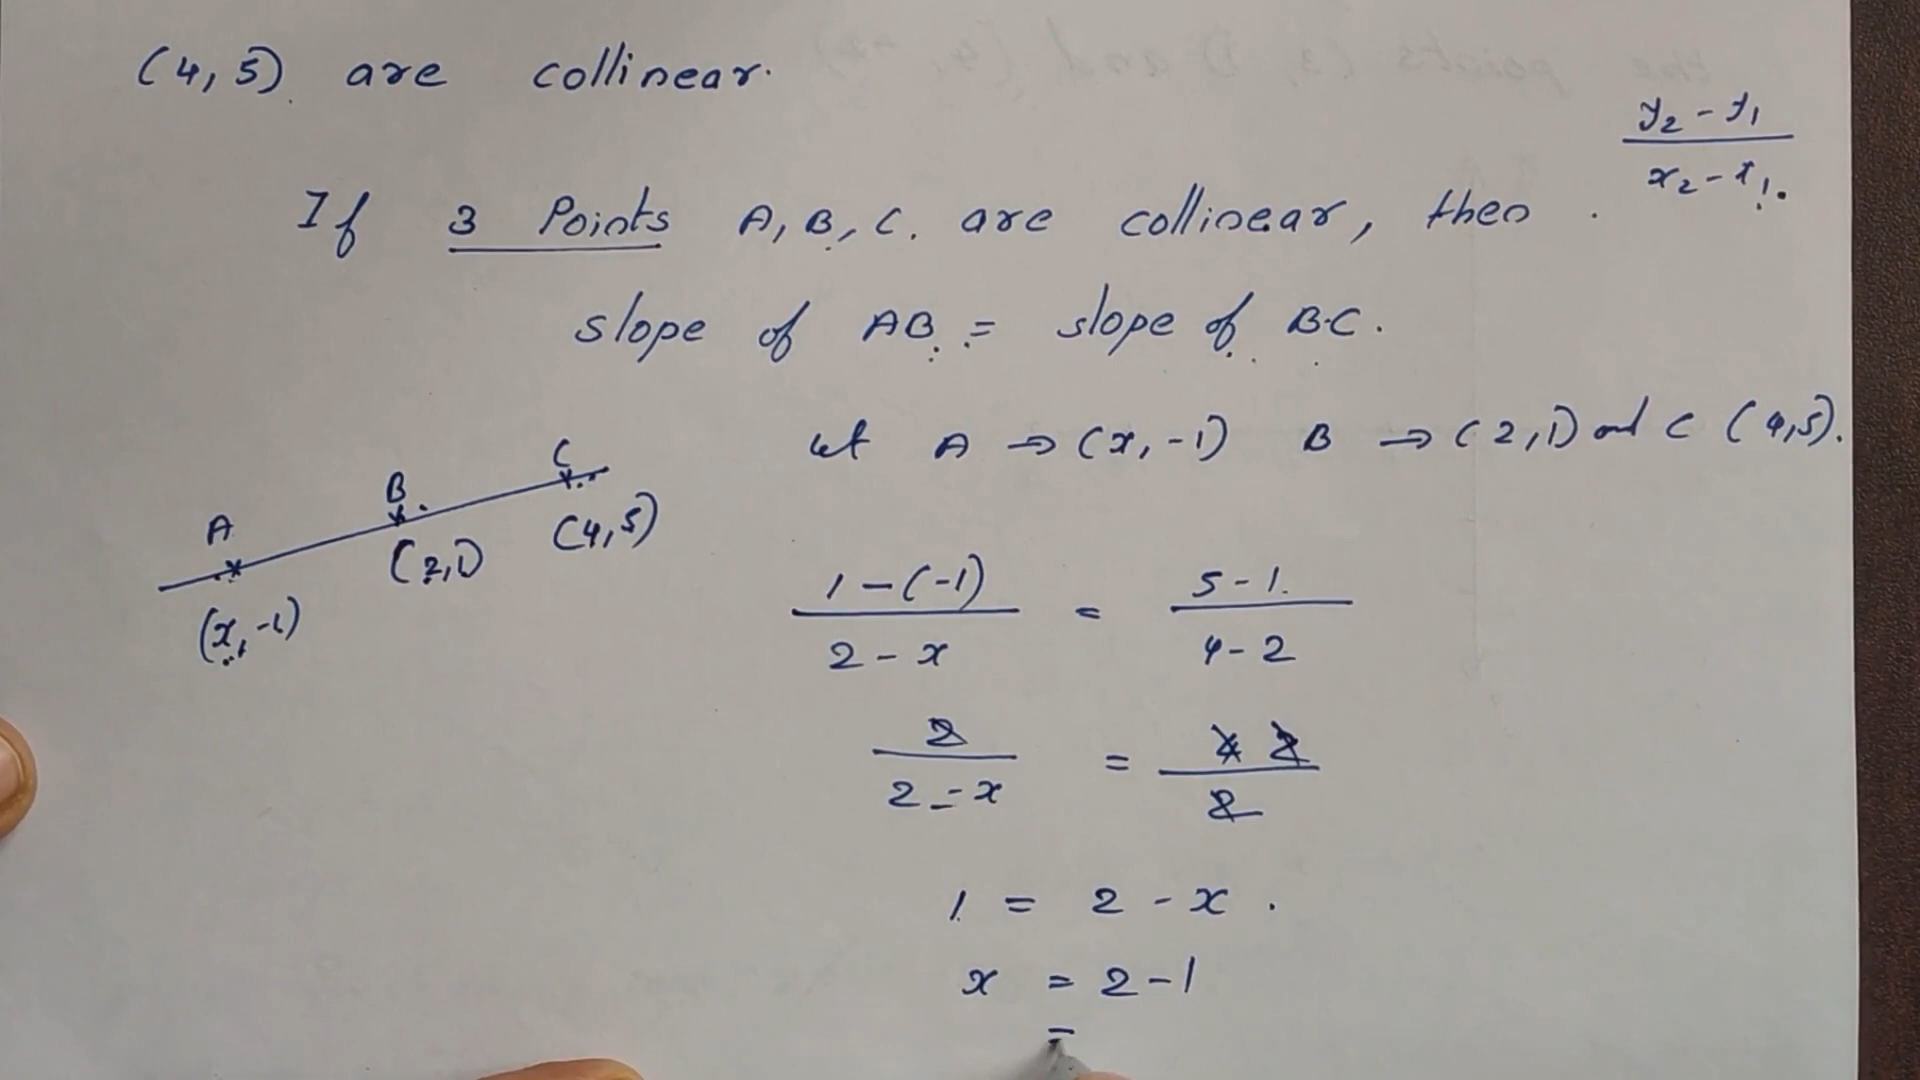 (4,5) are collinear.
y2 - y1
x2 - x1
If 3 Points A, B, C. are collinear, then
slope of AB = slope of BC.
let A ⇒ (x, -1) B ⇒ (2,1) and C (4,5).
A B C
(x, -1) (2,1) (4,5)
1-(-1) = 5-1
2-x 4-2
2 = 4 2
2-x 2
1 = 2 - x.
x = 2-1
=